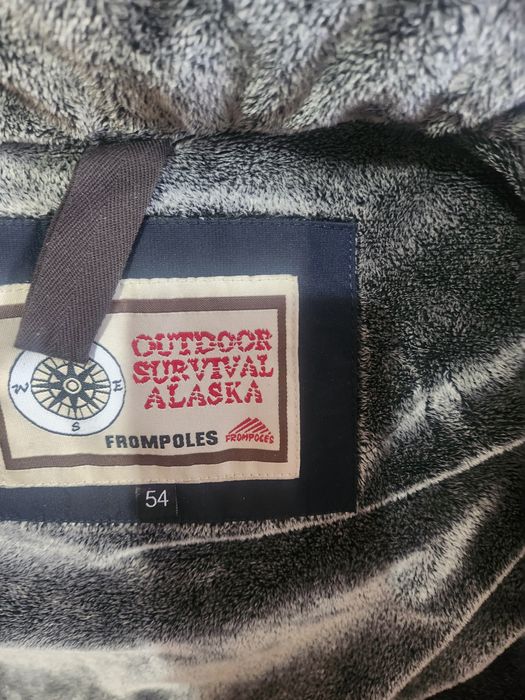 OUTDOOR
SURVIVAL
ALASKA
W
E
S
FROMPOLES
FROMPOLES
54